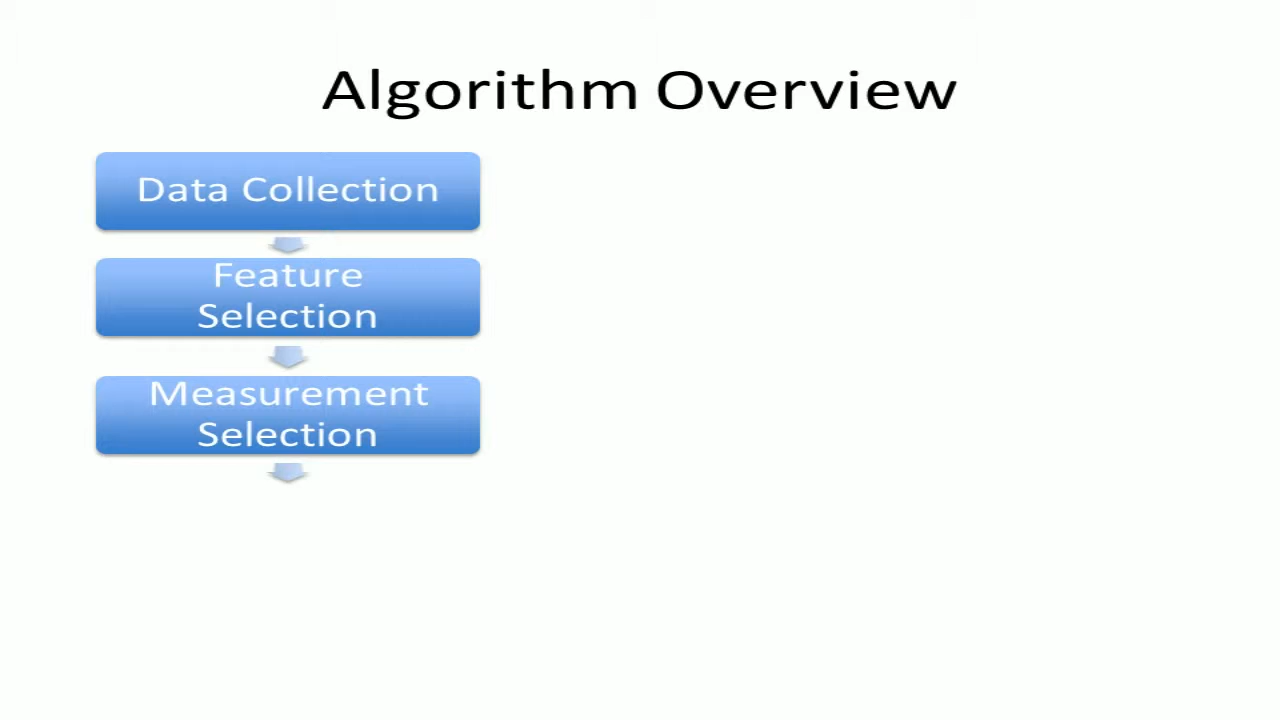 Algorithm Overview
Data Collection
Feature
Selection
Measurement
Selection